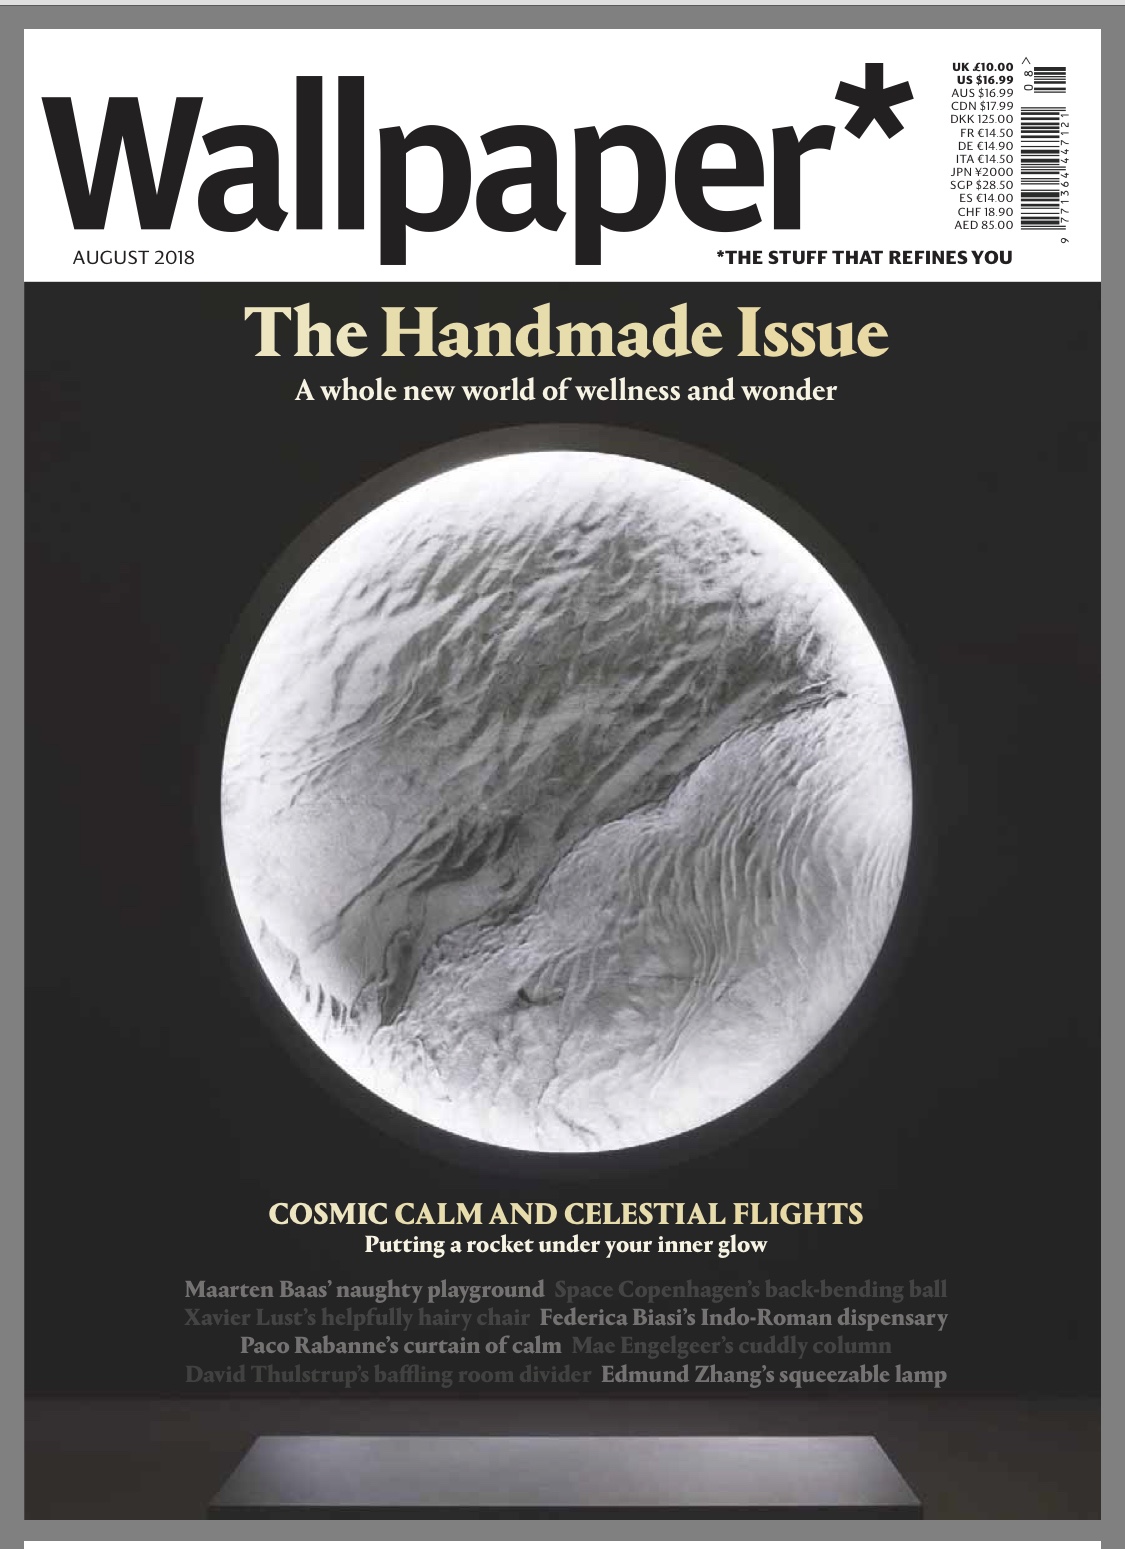 Wallpaper*
UK £10.00
US $16.99
AUS $16.99
CDN $17.99
DKK 125.00
FR €14.50
DE €14.90
ITA €14.50
JPN ¥2000
SGP $28.50
ES €14.00
CHF 18.90
AED 85.00
08>
9 771364 447121
AUGUST 2018
*THE STUFF THAT REFINES YOU
The Handmade Issue
A whole new world of wellness and wonder
COSMIC CALM AND CELESTIAL FLIGHTS
Putting a rocket under your inner glow
Maarten Baas’ naughty playground Space Copenhagen’s back-bending ball
Xavier Lust’s helpfully hairy chair Federica Biasi’s Indo-Roman dispensary
Paco Rabanne’s curtain of calm Mae Engelgeer’s cuddly column
David Thulstrup’s baffling room divider Edmund Zhang’s squeezable lamp